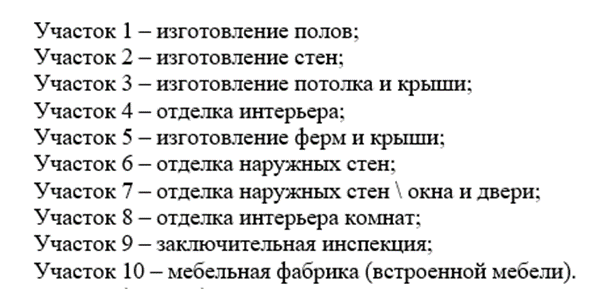 Участок 1 – изготовление полов;
Участок 2 – изготовление стен;
Участок 3 – изготовление потолка и крыши;
Участок 4 – отделка интерьера;
Участок 5 – изготовление ферм и крыши;
Участок 6 – отделка наружных стен;
Участок 7 – отделка наружных стен \ окна и двери;
Участок 8 – отделка интерьера комнат;
Участок 9 – заключительная инспекция;
Участок 10 – мебельная фабрика (встроенной мебели).